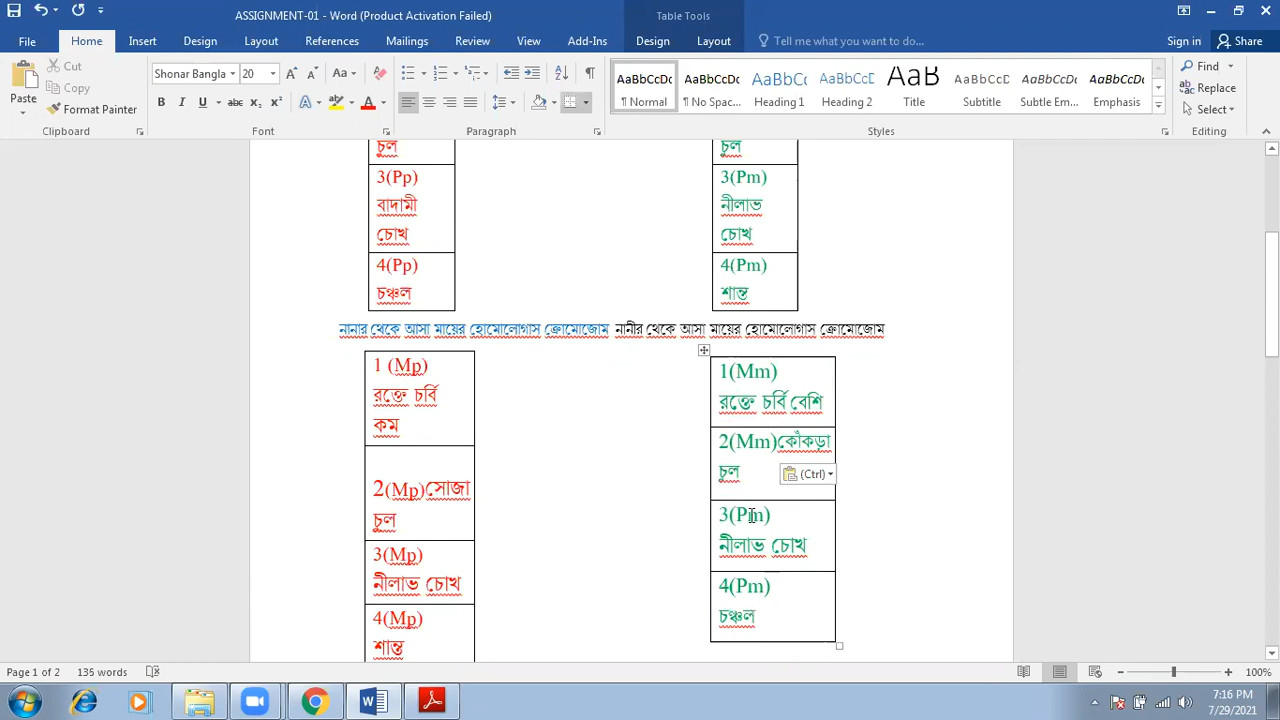 ASSIGNMENT-01 - Word (Product Activation Failed)
Table Tools
File Home Insert Design Layout References Mailings Review View Add-Ins Design Layout Tell me what you want to do... Sign in Share
Paste
Cut
Copy
Format Painter
Shonar Bangla 20
AaBbCcDc AaBbCcDc AaBbCc AaBbCcD AaB AaBbCcD AaBbCcDc AaBbCcDc
¶ Normal ¶ No Spac... Heading 1 Heading 2 Title Subtitle Subtle Em... Emphasis
Find
Replace
Select
Clipboard Font Paragraph Styles Editing
চুল
3(Pp)
বাদামী
চোখ
4(Pp)
চঞ্চল
চুল
3(Pm)
নীলাভ
চোখ
4(Pm)
শান্ত
নানার থেকে আসা মায়ের হোমোলোগাস ক্রোমোজোম নানীর থেকে আসা মায়ের হোমোলোগাস ক্রোমোজোম
1 (Mp)
রক্তে চর্বি
কম
2(Mp)সোজা
চুল
3(Mp)
নীলাভ চোখ
4(Mp)
শান্ত
1(Mm)
রক্তে চর্বি বেশি
2(Mm)কোঁকড়া
চুল
(Ctrl)
3(Pm)
নীলাভ চোখ
4(Pm)
চঞ্চল
Page 1 of 2 135 words 100%
7:16 PM
7/29/2021